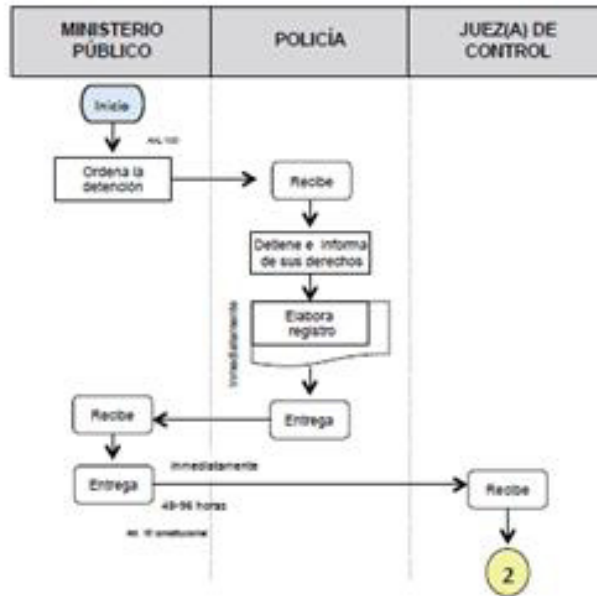 MINISTERIO
PÚBLICO
POLICÍA
JUEZ(A) DE
CONTROL
Inicio
Ordena la
detención
Recibe
Detiene e informa
de sus derechos
Inmediatamente
Elabora
registro
Entrega
Recibe
Entrega
Inmediatamente
48-96 horas
constitucional
Recibe
2